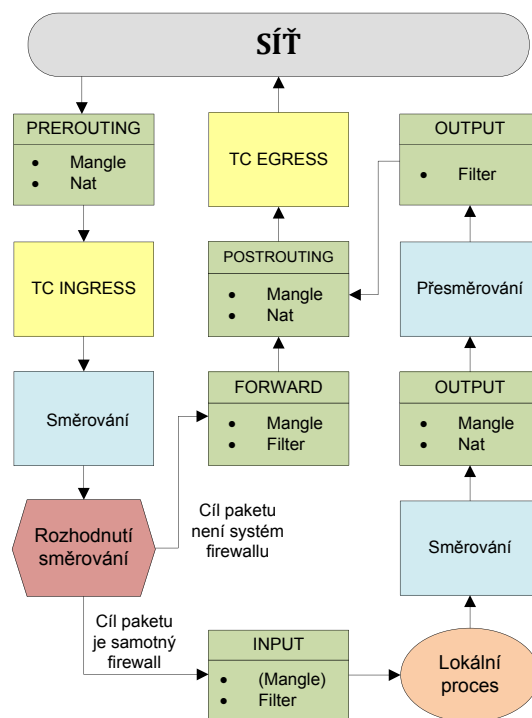 SÍŤ
PREROUTING
• Mangle
• Nat
TC INGRESS
Směrování
Rozhodnutí
směrování
Cíl paketu
není systém
firewallu
Cíl paketu
je samotný
firewall
TC EGRESS
POSTROUTING
• Mangle
• Nat
FORWARD
• Mangle
• Filter
INPUT
• (Mangle)
• Filter
OUTPUT
• Filter
Přesměrování
OUTPUT
• Mangle
• Nat
Směrování
Lokální
proces